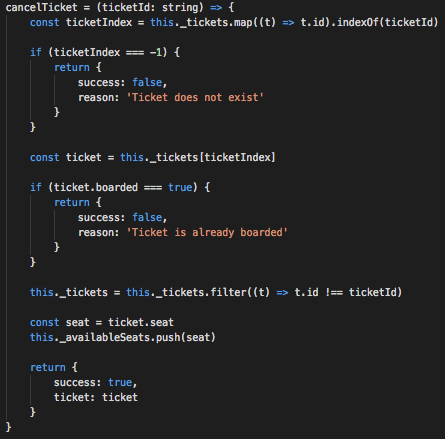 cancelTicket = (ticketId: string) => {
    const ticketIndex = this._tickets.map((t) => t.id).indexOf(ticketId)

    if (ticketIndex === -1) {
        return {
            success: false,
            reason: 'Ticket does not exist'
        }
    }

    const ticket = this._tickets[ticketIndex]

    if (ticket.boarded === true) {
        return {
            success: false,
            reason: 'Ticket is already boarded'
        }
    }

    this._tickets = this._tickets.filter((t) => t.id !== ticketId)

    const seat = ticket.seat
    this._availableSeats.push(seat)

    return {
        success: true,
        ticket: ticket
    }
}